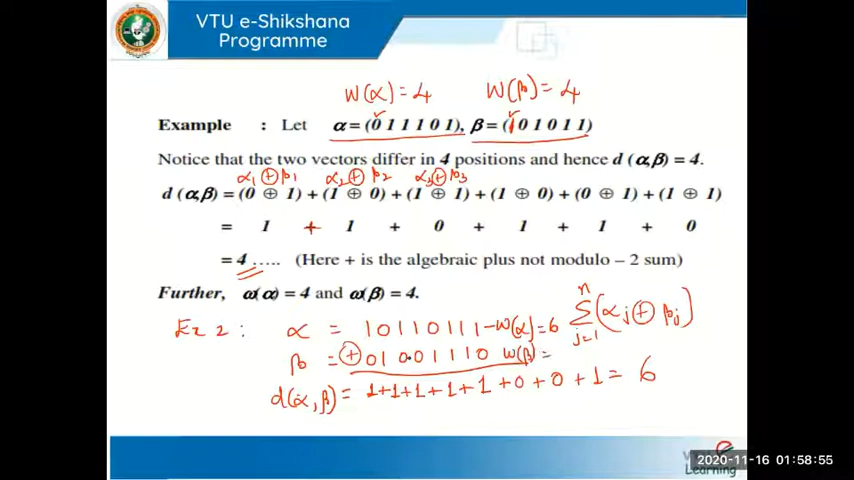 VTU e-Shikshana
Programme
W(α) = 4 W(β) = 4
Example : Let α = (0 1 1 1 0 1), β = (1 0 1 0 1 1)
Notice that the two vectors differ in 4 positions and hence d (α,β) = 4.
α1 ⊕ β1 α2 ⊕ β2 α3 ⊕ β3
d (α,β) = (0 ⊕ 1) + (1 ⊕ 0) + (1 ⊕ 1) + (1 ⊕ 0) + (0 ⊕ 1) + (1 ⊕ 1)
= 1 + 1 + 0 + 1 + 1 + 0
= 4 ….. (Here + is the algebraic plus not modulo – 2 sum)
Further, ω(α) = 4 and ω(β) = 4.
Ex 2 : α = 10110111 – W(α) = 6 n Σ j=1 (αj ⊕ βj)
β = ⊕ 01001110 W(β) =
d(α,β) = 1+1+1+1+1+0+0+1 = 6
2020-11-16 01:58:55
Learning